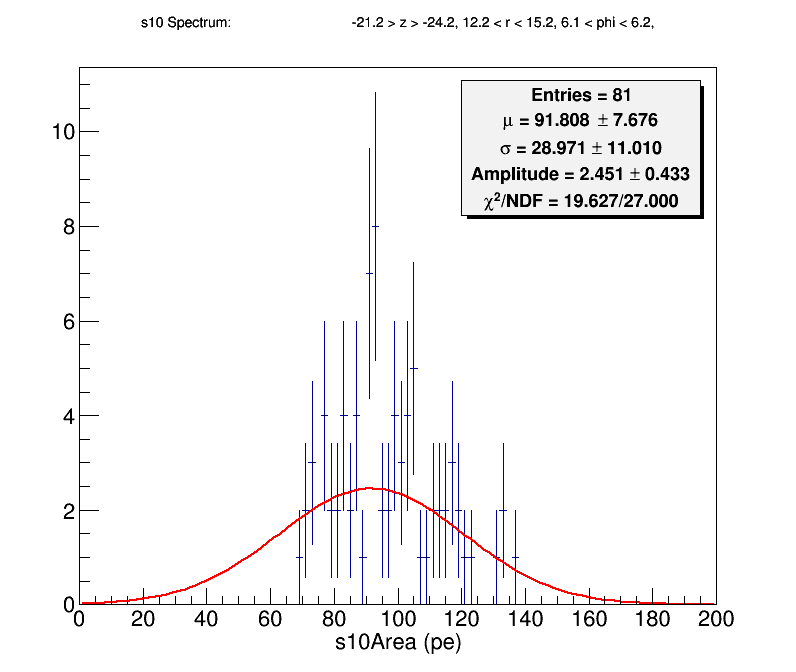 s10 Spectrum: -21.2 > z > -24.2, 12.2 < r < 15.2, 6.1 < phi < 6.2,
Entries = 81
μ = 91.808 ± 7.676
σ = 28.971 ± 11.010
Amplitude = 2.451 ± 0.433
χ²/NDF = 19.627/27.000
10
8
6
4
2
0
0 20 40 60 80 100 120 140 160 180 200
s10Area (pe)